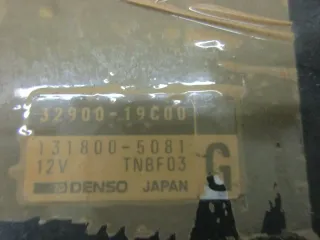 32900-19C00
131800-5081
12V TNBF03
DENSO JAPAN
G